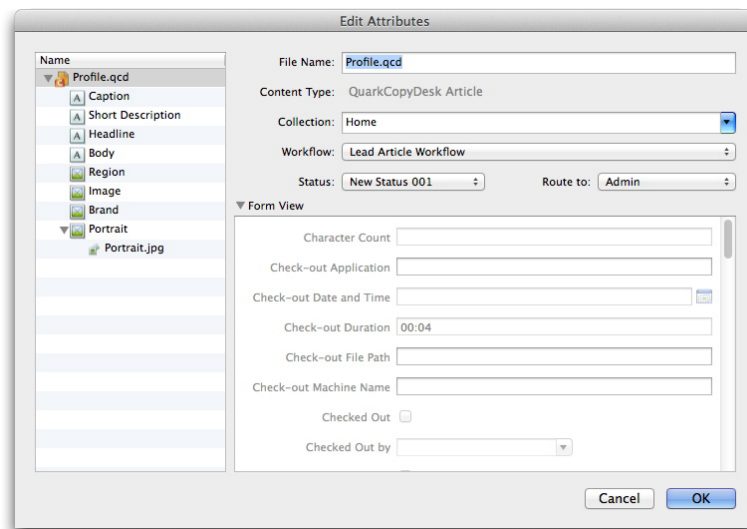 Edit Attributes
Name
Profile.qcd
Caption
Short Description
Headline
Body
Region
Image
Brand
Portrait
Portrait.jpg
File Name: Profile.qcd
Content Type: QuarkCopyDesk Article
Collection: Home
Workflow: Lead Article Workflow
Status: New Status 001 Route to: Admin
Form View
Character Count
Check-out Application
Check-out Date and Time
Check-out Duration 00:04
Check-out File Path
Check-out Machine Name
Checked Out
Checked Out by
Cancel OK